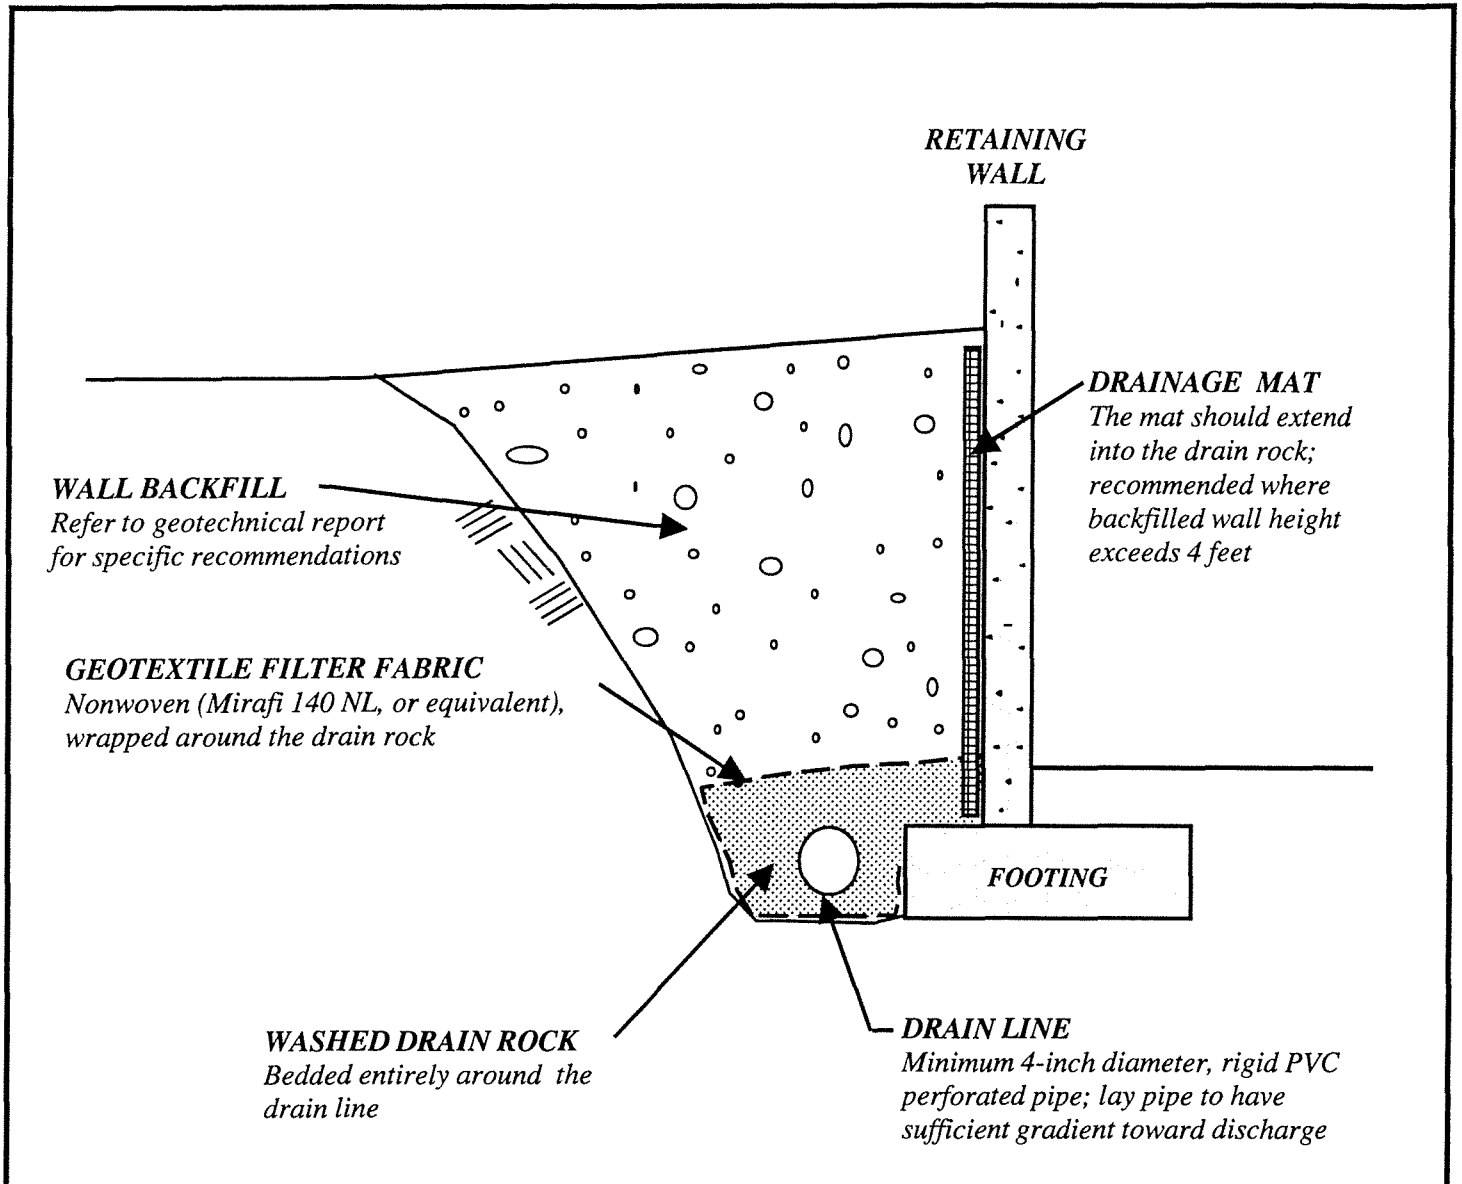 RETAINING
WALL
DRAINAGE MAT
The mat should extend
into the drain rock;
recommended where
backfilled wall height
exceeds 4 feet
WALL BACKFILL
Refer to geotechnical report
for specific recommendations
GEOTEXTILE FILTER FABRIC
Nonwoven (Mirafi 140 NL, or equivalent),
wrapped around the drain rock
FOOTING
WASHED DRAIN ROCK
Bedded entirely around the
drain line
DRAIN LINE
Minimum 4-inch diameter, rigid PVC
perforated pipe; lay pipe to have
sufficient gradient toward discharge